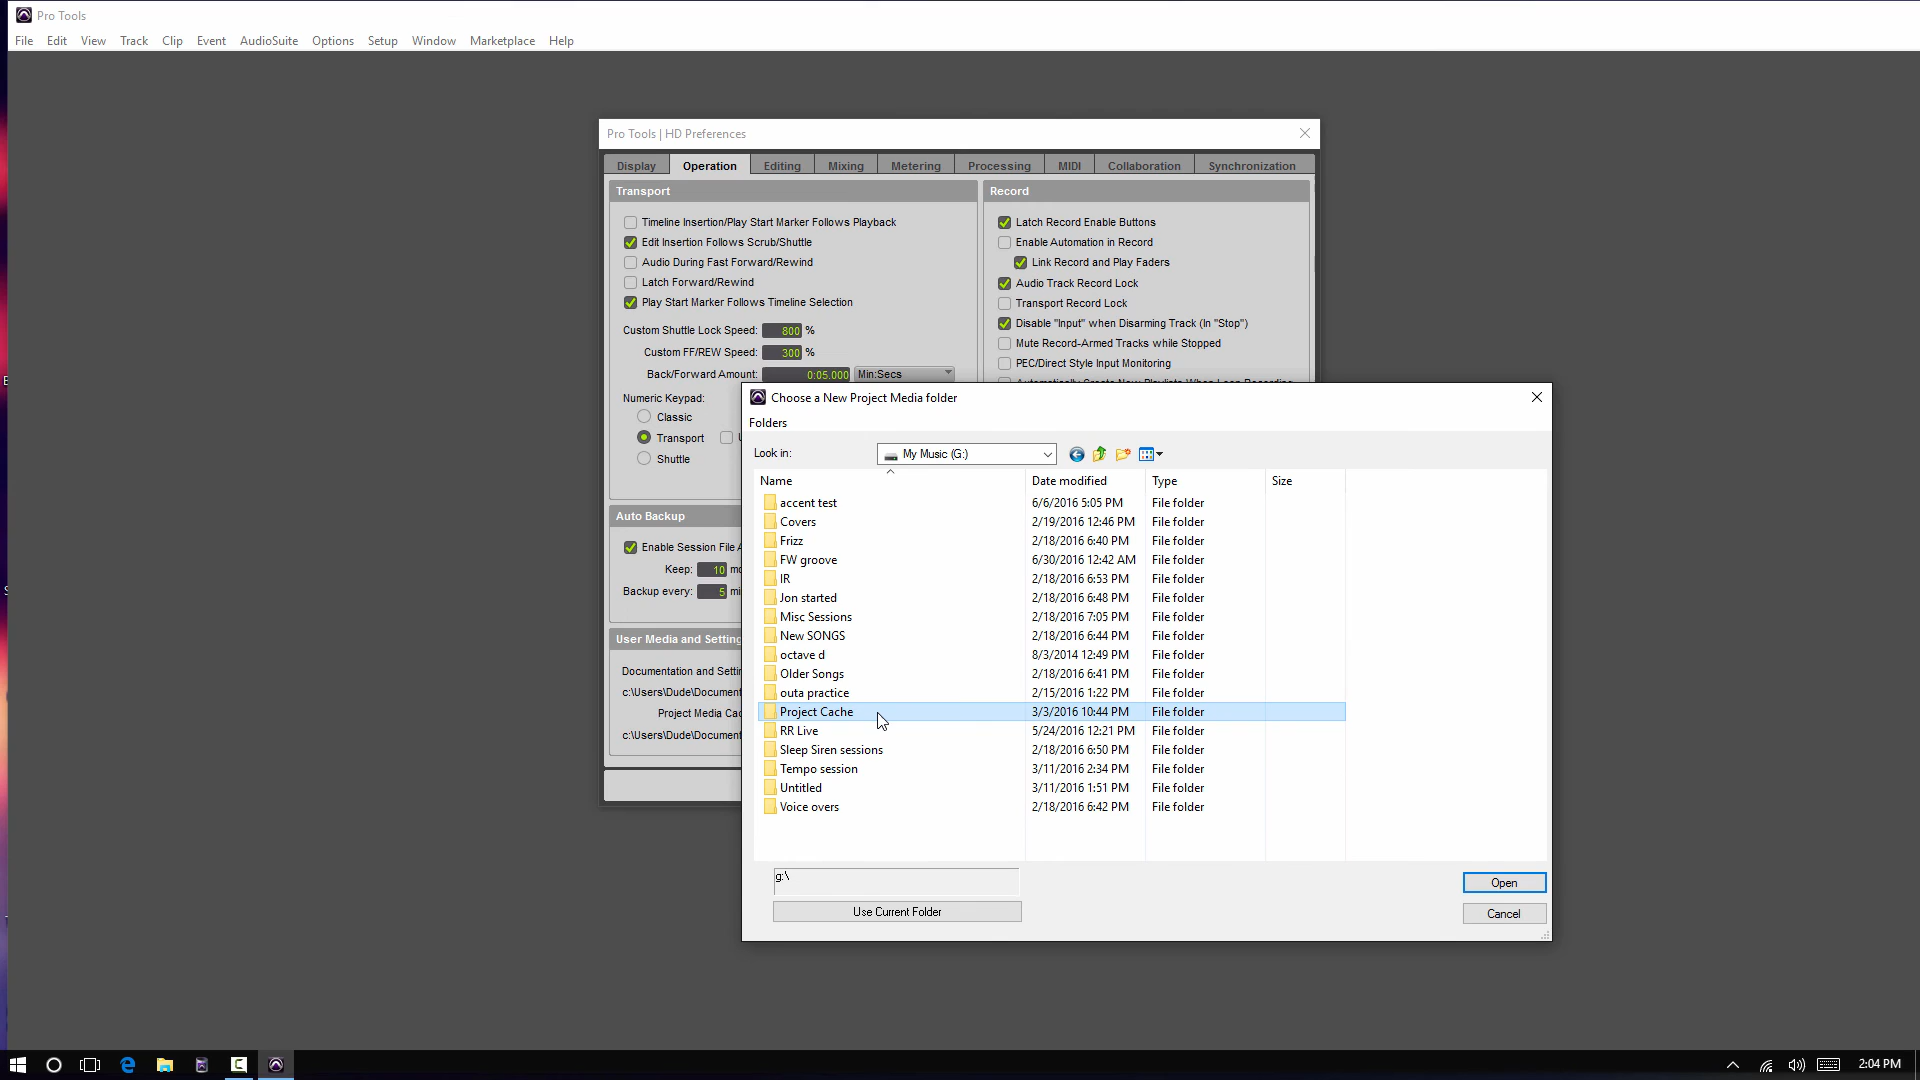 Pro Tools
File Edit View Track Clip Event AudioSuite Options Setup Window Marketplace Help
Pro Tools | HD Preferences
Display Operation Editing Mixing Metering Processing MIDI Collaboration Synchronization
Transport
Timeline Insertion/Play Start Marker Follows Playback
Edit Insertion Follows Scrub/Shuttle
Audio During Fast Forward/Rewind
Latch Forward/Rewind
Play Start Marker Follows Timeline Selection
Custom Shuttle Lock Speed: 800 %
Custom FF/REW Speed: 300 %
Back/Forward Amount: 0:05.000 Min:Secs
Numeric Keypad:
Classic
Transport
Shuttle
Record
Latch Record Enable Buttons
Enable Automation in Record
Link Record and Play Faders
Audio Track Record Lock
Transport Record Lock
Disable "Input" when Disarming Track (In "Stop")
Mute Record-Armed Tracks while Stopped
PEC/Direct Style Input Monitoring
Auto Backup
Enable Session File A
Keep: 10 mo
Backup every: 5 mi
User Media and Setting
Documentation and Settin
c:\Users\Dude\Document
Project Media Cac
c:\Users\Dude\Document
Choose a New Project Media folder
Folders
Look in: My Music (G:)
Name Date modified Type Size
accent test 6/6/2016 5:05 PM File folder
Covers 2/19/2016 12:46 PM File folder
Frizz 2/18/2016 6:40 PM File folder
FW groove 6/30/2016 12:42 AM File folder
IR 2/18/2016 6:53 PM File folder
Jon started 2/18/2016 6:48 PM File folder
Misc Sessions 2/18/2016 7:05 PM File folder
New SONGS 2/18/2016 6:44 PM File folder
octave d 8/3/2014 12:49 PM File folder
Older Songs 2/18/2016 6:41 PM File folder
outa practice 2/15/2016 1:22 PM File folder
Project Cache 3/3/2016 10:44 PM File folder
RR Live 5/24/2016 12:21 PM File folder
Sleep Siren sessions 2/18/2016 6:50 PM File folder
Tempo session 3/11/2016 2:34 PM File folder
Untitled 3/11/2016 1:51 PM File folder
Voice overs 2/18/2016 6:42 PM File folder
g:\
Use Current Folder
Open
Cancel
2:04 PM